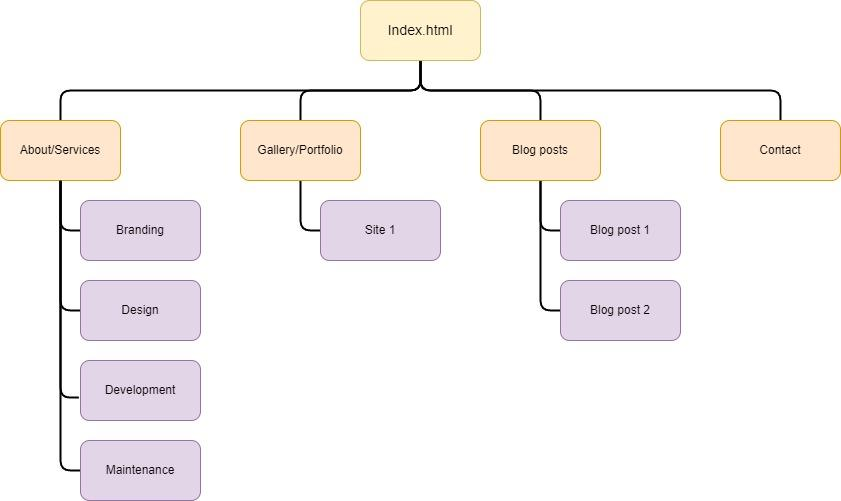 Index.html
About/Services
Gallery/Portfolio
Blog posts
Contact
Branding
Site 1
Blog post 1
Design
Blog post 2
Development
Maintenance